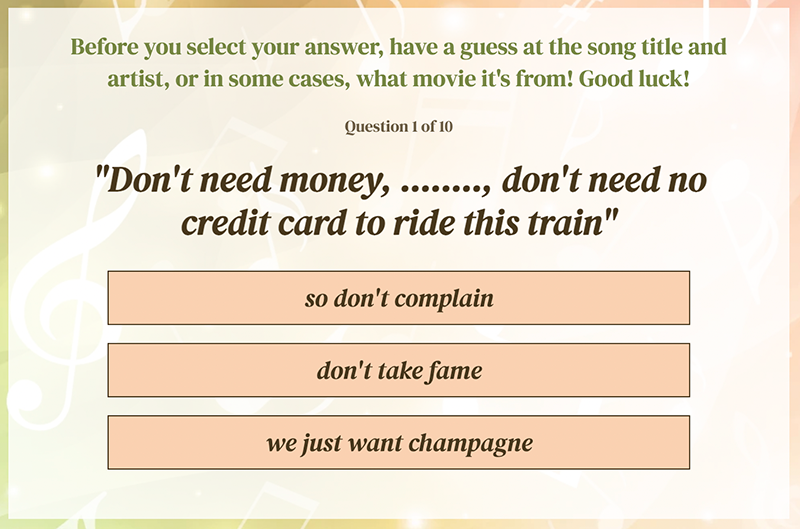 Before you select your answer, have a guess at the song title and
artist, or in some cases, what movie it's from! Good luck!
Question 1 of 10
"Don't need money, ........, don't need no
credit card to ride this train"
so don't complain
don't take fame
we just want champagne